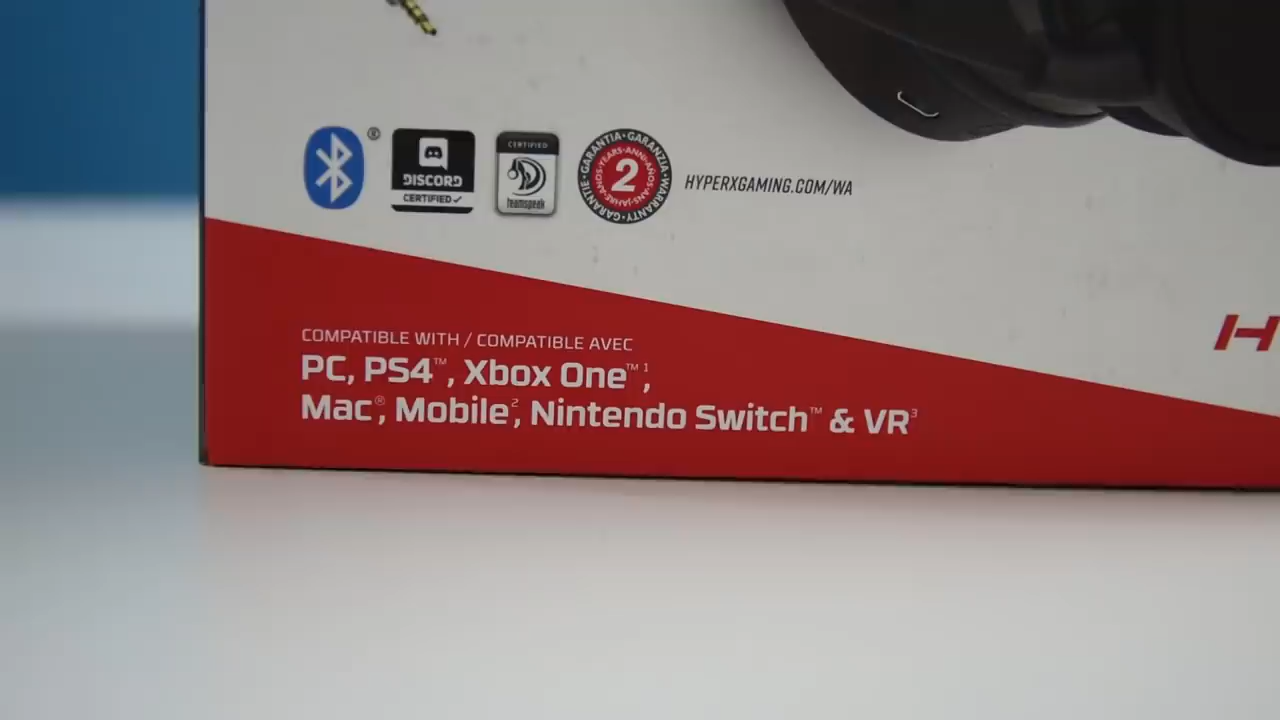 ®
DISCORD
CERTIFIED ✓
CERTIFIED
teamspeak
GARANTIE · GARANTIA · GARANZIA · WARRANTY
2
HYPERXGAMING.COM/WA
COMPATIBLE WITH / COMPATIBLE AVEC
PC, PS4™, Xbox One™ 1,
Mac®, Mobile2, Nintendo Switch™ & VR3
H